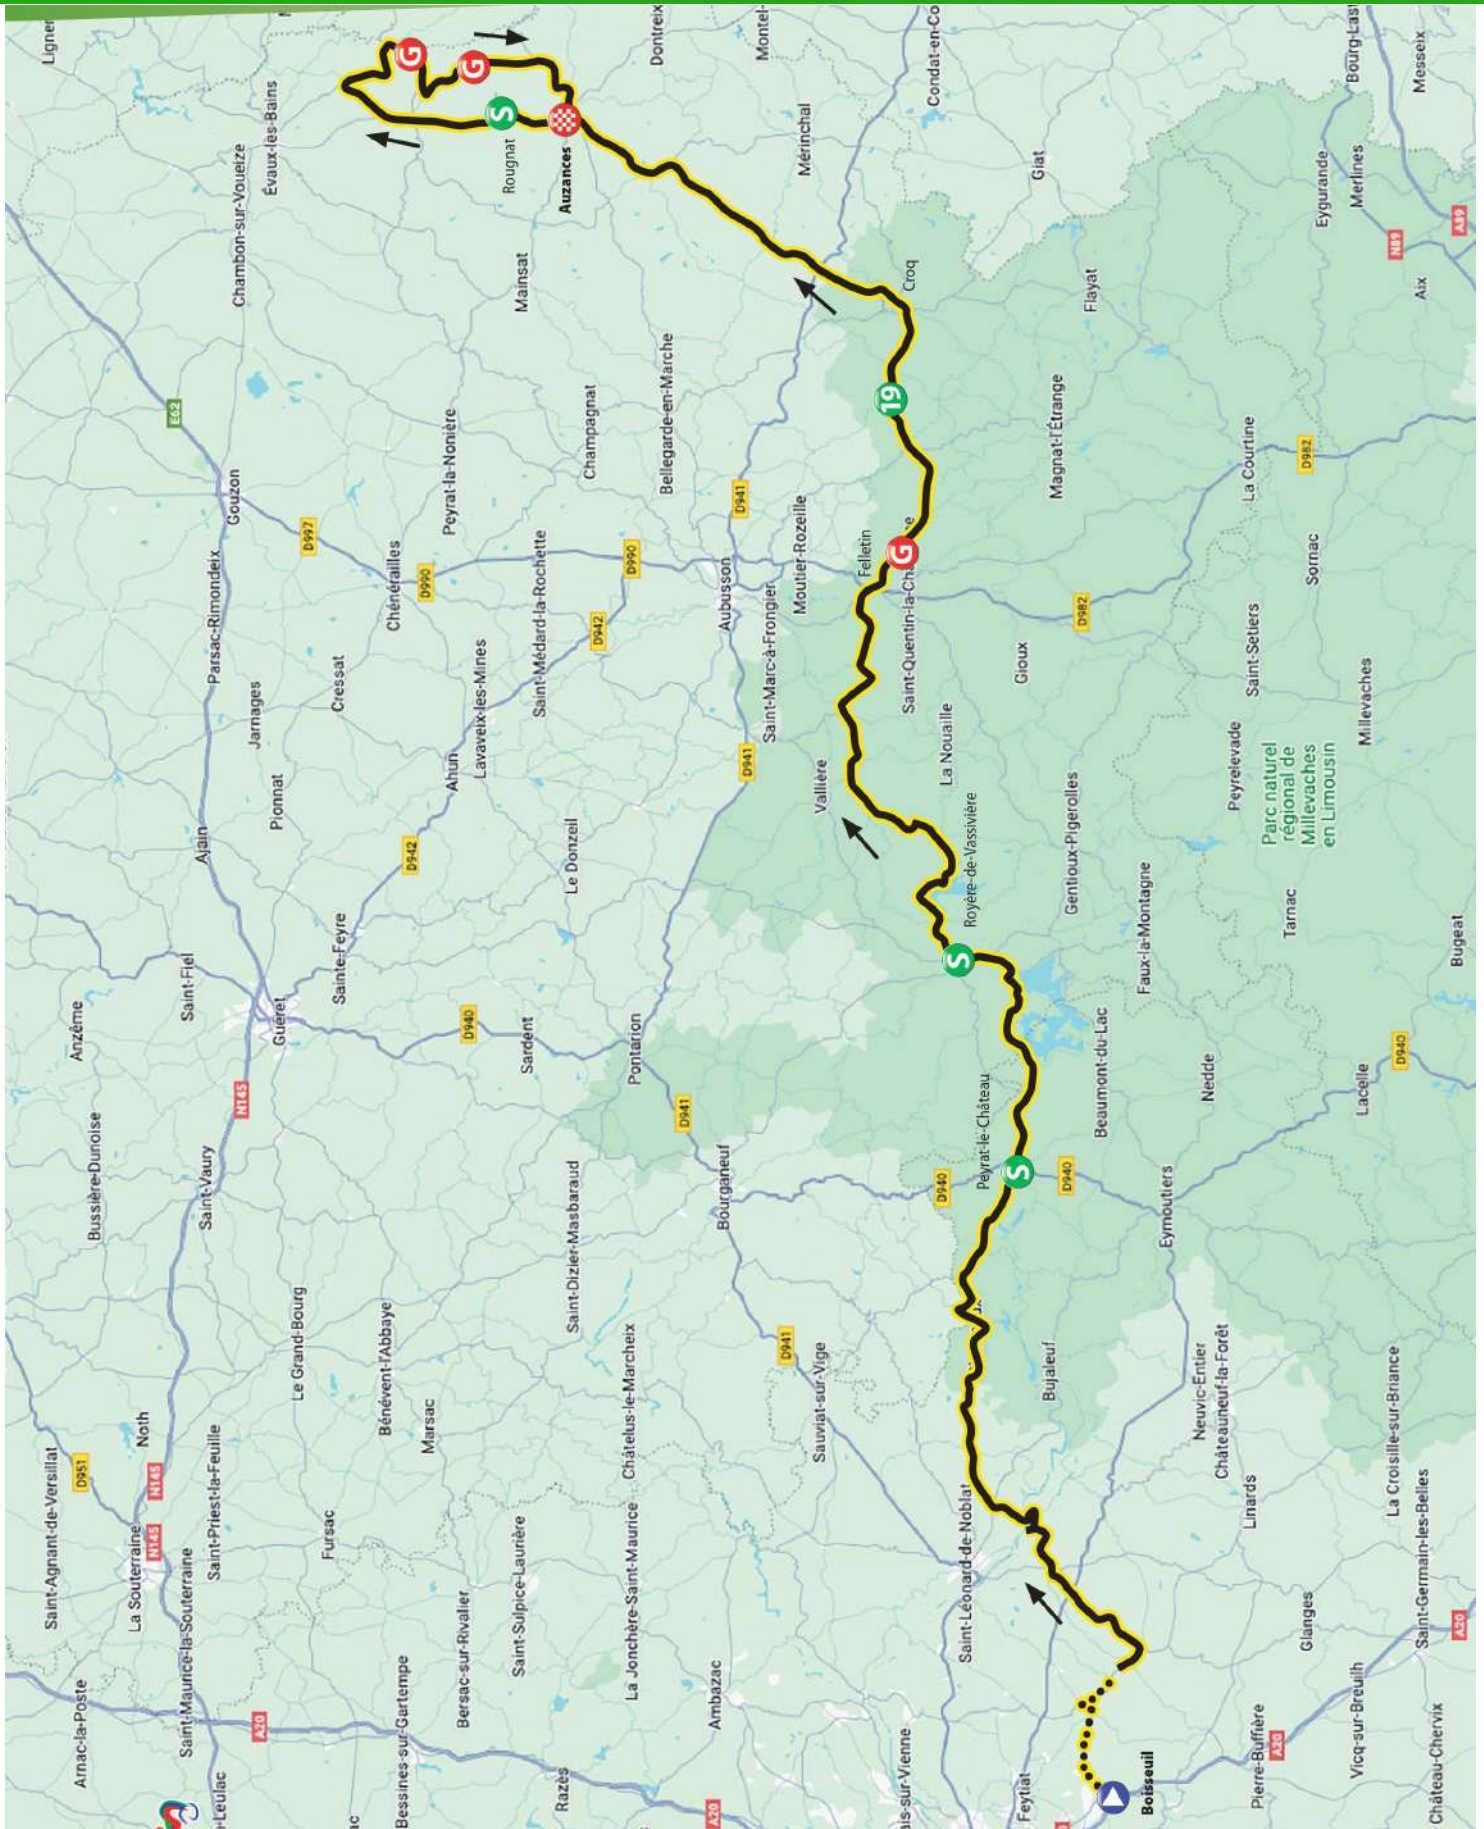 Arnac-la-Poste
Saint-Agnant-de-Versillat
D951
Bussière-Dunoise
Anzême
Ligner
La Souterraine
Noth
N145
N145
Saint-Maurice-la-Souterraine
Saint-Priest-la-Feuille
Saint-Vaury
Saint-Fiel
Ajain
Parsac-Rimondeix
E62
-Leulac
A20
N145
Gouzon
Chambon-sur-Voueize
Jarnages
Évaux-les-Bains
Pionnat
Guéret
Le Grand-Bourg
D997
Fursac
Sainte-Feyre
Cressat
ac
Bénévent-l'Abbaye
Chénérailles
Bessines-sur-Gartempe
D942
G
Marsac
D990
Peyrat-la-Nonière
Ahun
Bersac-sur-Rivalier
D940
Lavaveix-les-Mines
G
S
Rougnat
Saint-Sulpice-Laurière
Sardent
Mainsat
Saint-Médard-la-Rochette
Razès
Saint-Dizier-Masbaraud
Le Donzeil
Auzances
Champagnat
D942
La Jonchère-Saint-Maurice
Châtelus-le-Marcheix
Pontarion
D990
Dontreix
Bellegarde-en-Marche
D941
A20
Ambazac
Bourganeuf
Aubusson
D941
D941
Montel-
Saint-Marc-à-Frongier
D941
Moutier-Rozeille
Mérinchal
Sauviat-sur-Vige
Vallière
Felletin
19
G
ais-sur-Vienne
Saint-Quentin-la-Ch
e
Croq
D940
La Nouaille
Condat-en-Co
Saint-Léonard-de-Noblat
S
Royère-de-Vassivière
ux
Peyrat-le-Château
S
Feytiat
Gioux
Giat
Bujaleuf
D940
Magnat-l'Étrange
Gentioux-Pigerolles
D982
Flayat
Beaumont-du-Lac
Boisseuil
Eymoutiers
Faux-la-Montagne
Neuvic-Entier
Nedde
Châteauneuf-la-Forêt
Peyrelevade
Linards
Saint-Setiers
La Courtine
Pierre-Buffière
A20
Parc naturel
régional de
Millevaches
en Limousin
Tarnac
D982
Glanges
Sornac
Eygurande
Vicq-sur-Breuilh
Lacelle
Millevaches
Merlines
Bourg-Last
La Croisille-sur-Briance
D940
N89
Saint-Germain-les-Belles
Aix
Messeix
Château-Chervix
A20
Bugeat
A89